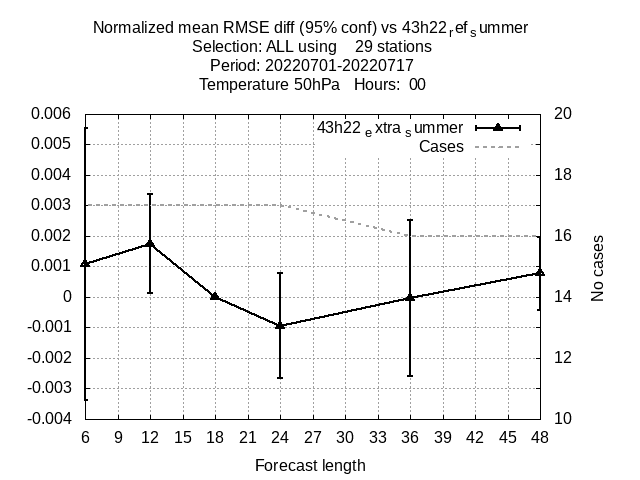 Normalized mean RMSE diff (95% conf) vs 43h22refsummer
Selection: ALL using    29 stations
Period: 20220701-20220717
Temperature 50hPa   Hours:  00
43h22extrasummer
Cases
0.006
0.005
0.004
0.003
0.002
0.001
0
-0.001
-0.002
-0.003
-0.004
20
18
16
14
12
10
No cases
6 9 12 15 18 21 24 27 30 33 36 39 42 45 48
Forecast length